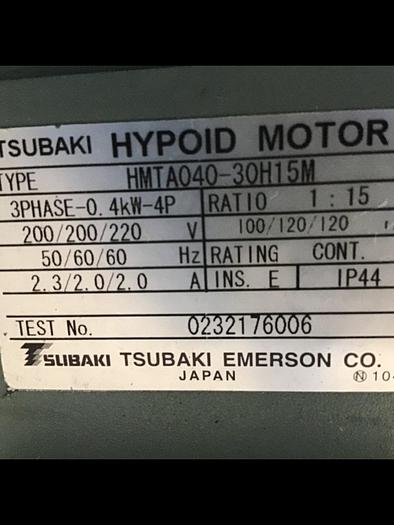 TSUBAKI HYPOID MOTOR
TYPE HMTA040-30H15M
3PHASE-0.4kW-4P RATIO 1:15
200/200/220 V 100/120/120 r
50/60/60 Hz RATING CONT.
2.3/2.0/2.0 A INS. E IP44
TEST No. 0232176006
TSUBAKI TSUBAKI EMERSON CO.
JAPAN Ⓝ 10